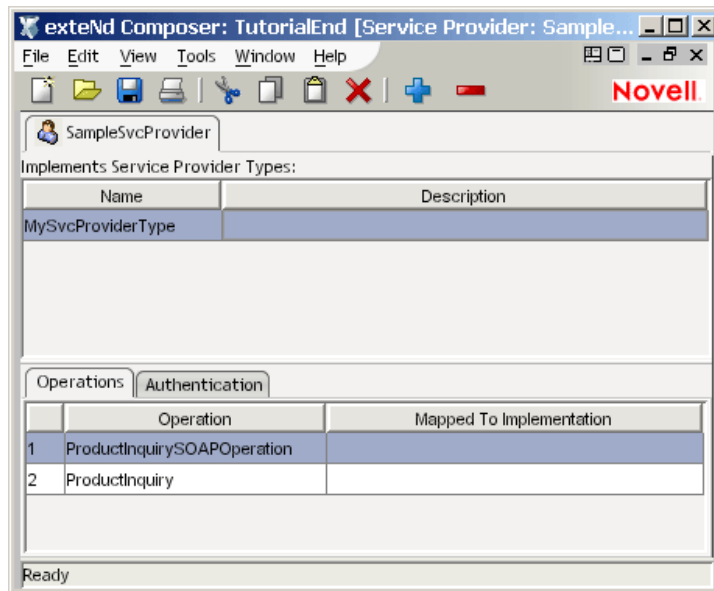 exteNd Composer: TutorialEnd [Service Provider: Sample...
File Edit View Tools Window Help
Novell.
SampleSvcProvider
Implements Service Provider Types:
Name Description
MySvcProviderType
Operations Authentication
Operation Mapped To Implementation
1 ProductInquirySOAPOperation
2 ProductInquiry
Ready